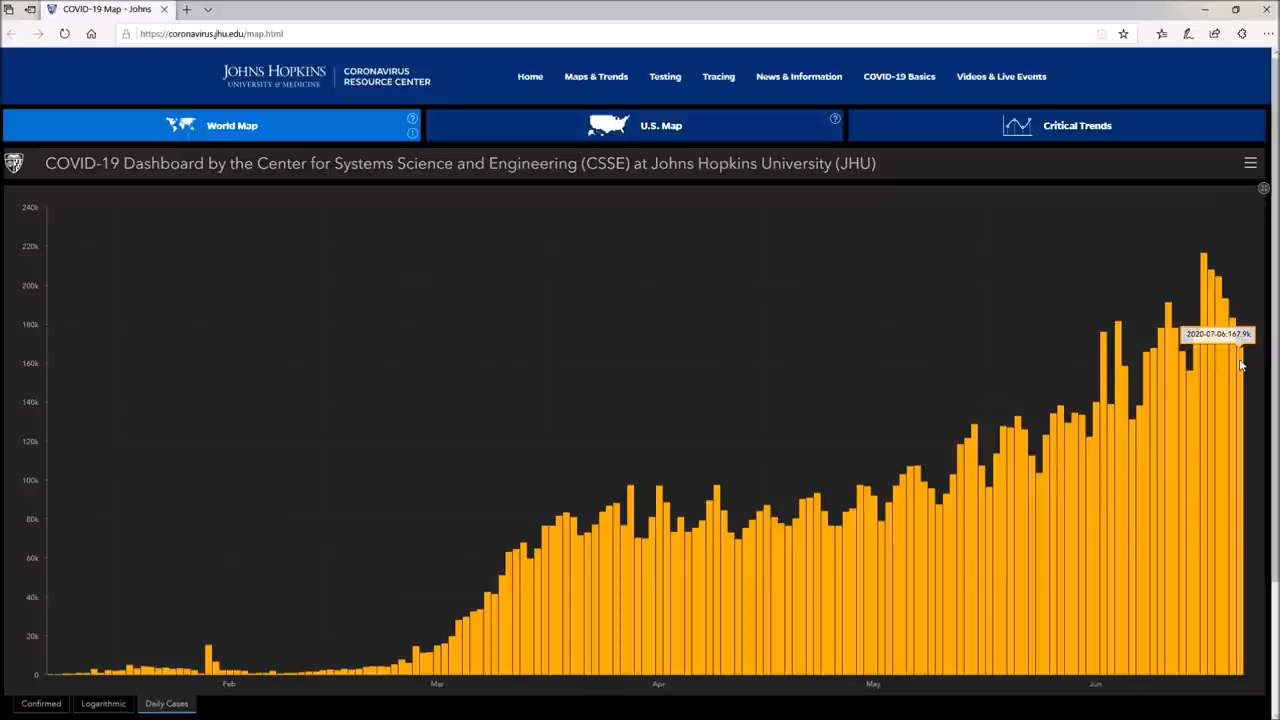 COVID-19 Map - Johns
https://coronavirus.jhu.edu/map.html
JOHNS HOPKINS
UNIVERSITY & MEDICINE
CORONAVIRUS
RESOURCE CENTER
Home
Maps & Trends
Testing
Tracing
News & Information
COVID-19 Basics
Videos & Live Events
World Map
U.S. Map
Critical Trends
COVID-19 Dashboard by the Center for Systems Science and Engineering (CSSE) at Johns Hopkins University (JHU)
240k
220k
200k
180k
160k
140k
120k
100k
80k
60k
40k
20k
0
2020-07-06:167.9k
Feb
Mar
Apr
May
Jun
Confirmed
Logarithmic
Daily Cases